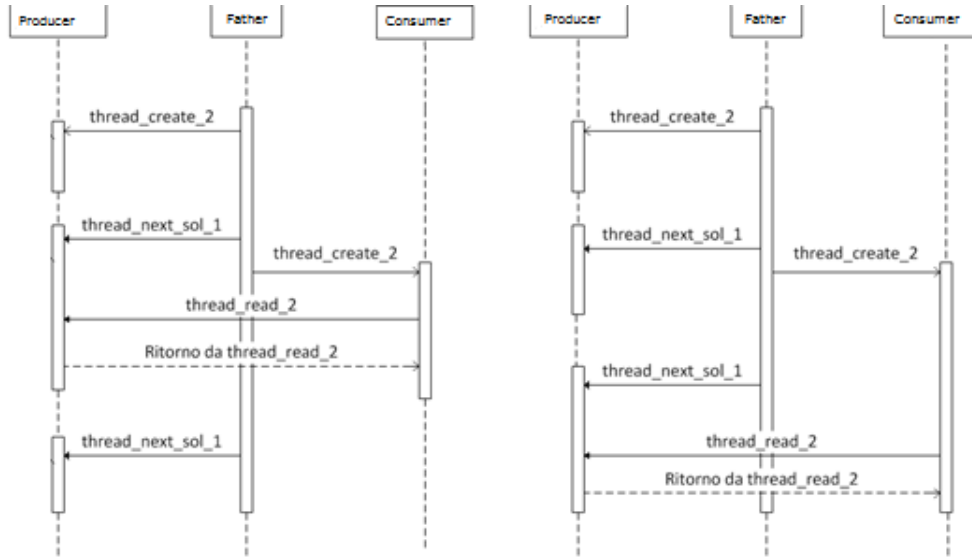 Producer
Father
Consumer
thread_create_2
thread_next_sol_1
thread_create_2
thread_read_2
Ritorno da thread_read_2
thread_next_sol_1
Producer
Father
Consumer
thread_create_2
thread_next_sol_1
thread_create_2
thread_next_sol_1
thread_read_2
Ritorno da thread_read_2